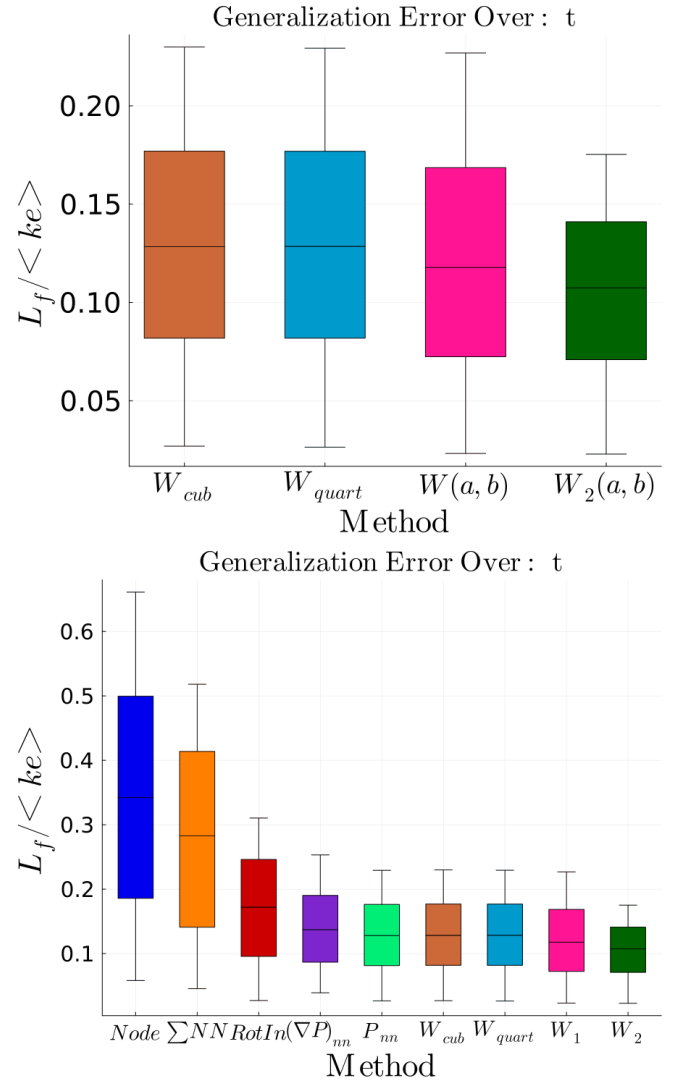 Generalization Error Over: t
L_f/<ke>
0.20
0.15
0.10
0.05
W_cub W_quart W(a, b) W_2(a, b)
Method
Generalization Error Over: t
L_f/<ke>
0.6
0.5
0.4
0.3
0.2
0.1
Node ∑NN RotIn (∇P)_nn P_nn W_cub W_quart W_1 W_2
Method